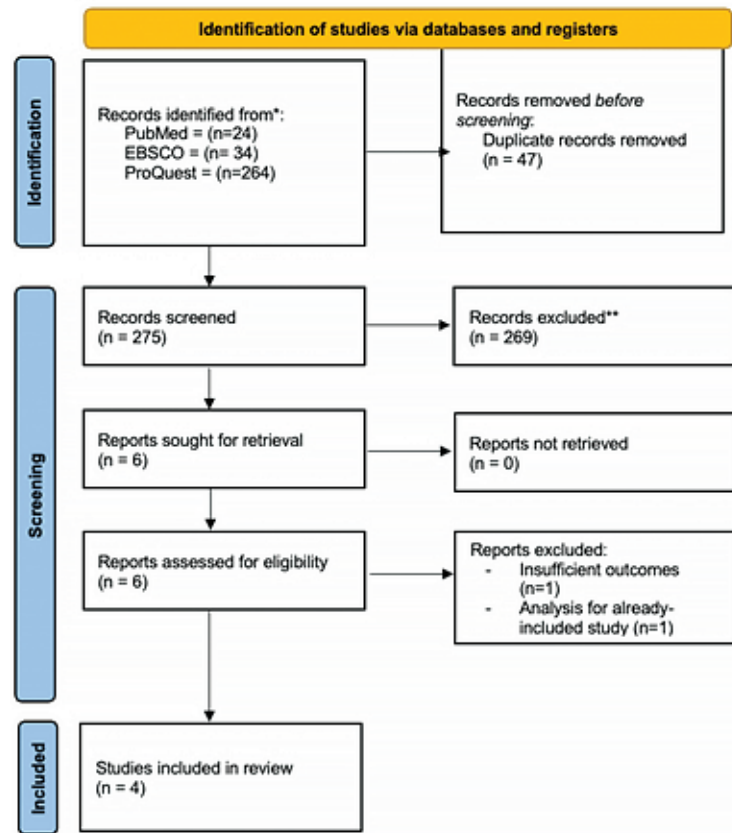 Identification of studies via databases and registers
Identification
Records identified from*:
PubMed = (n=24)
EBSCO = (n= 34)
ProQuest = (n=264)
Records removed before
screening:
Duplicate records removed
(n = 47)
Screening
Records screened
(n = 275)
Records excluded**
(n = 269)
Reports sought for retrieval
(n = 6)
Reports not retrieved
(n = 0)
Reports assessed for eligibility
(n = 6)
Reports excluded:
- Insufficient outcomes
(n=1)
- Analysis for already-
included study (n=1)
Included
Studies included in review
(n = 4)